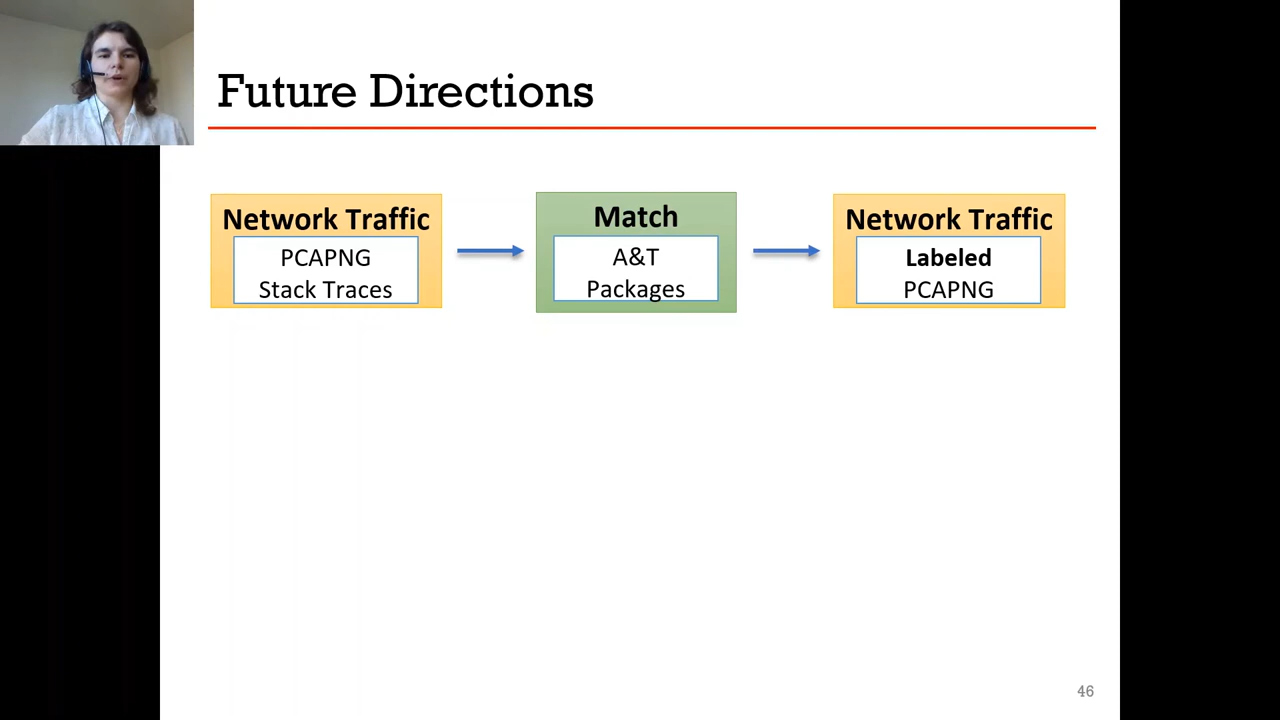 Future Directions
Network Traffic
PCAPNG
Stack Traces
Match
A&T
Packages
Network Traffic
Labeled
PCAPNG
46